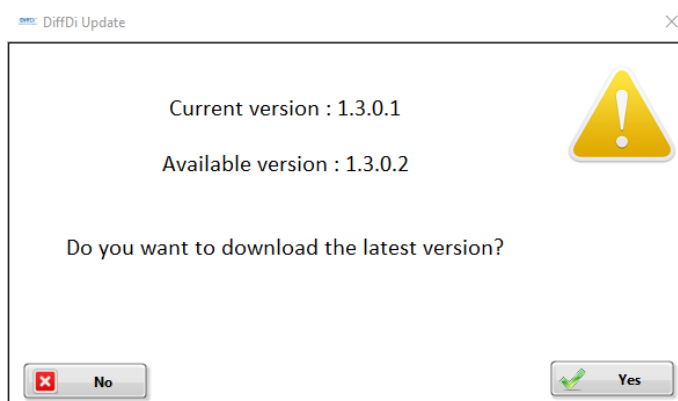 DiffDi Update
Current version : 1.3.0.1
Available version : 1.3.0.2
Do you want to download the latest version?
No
Yes